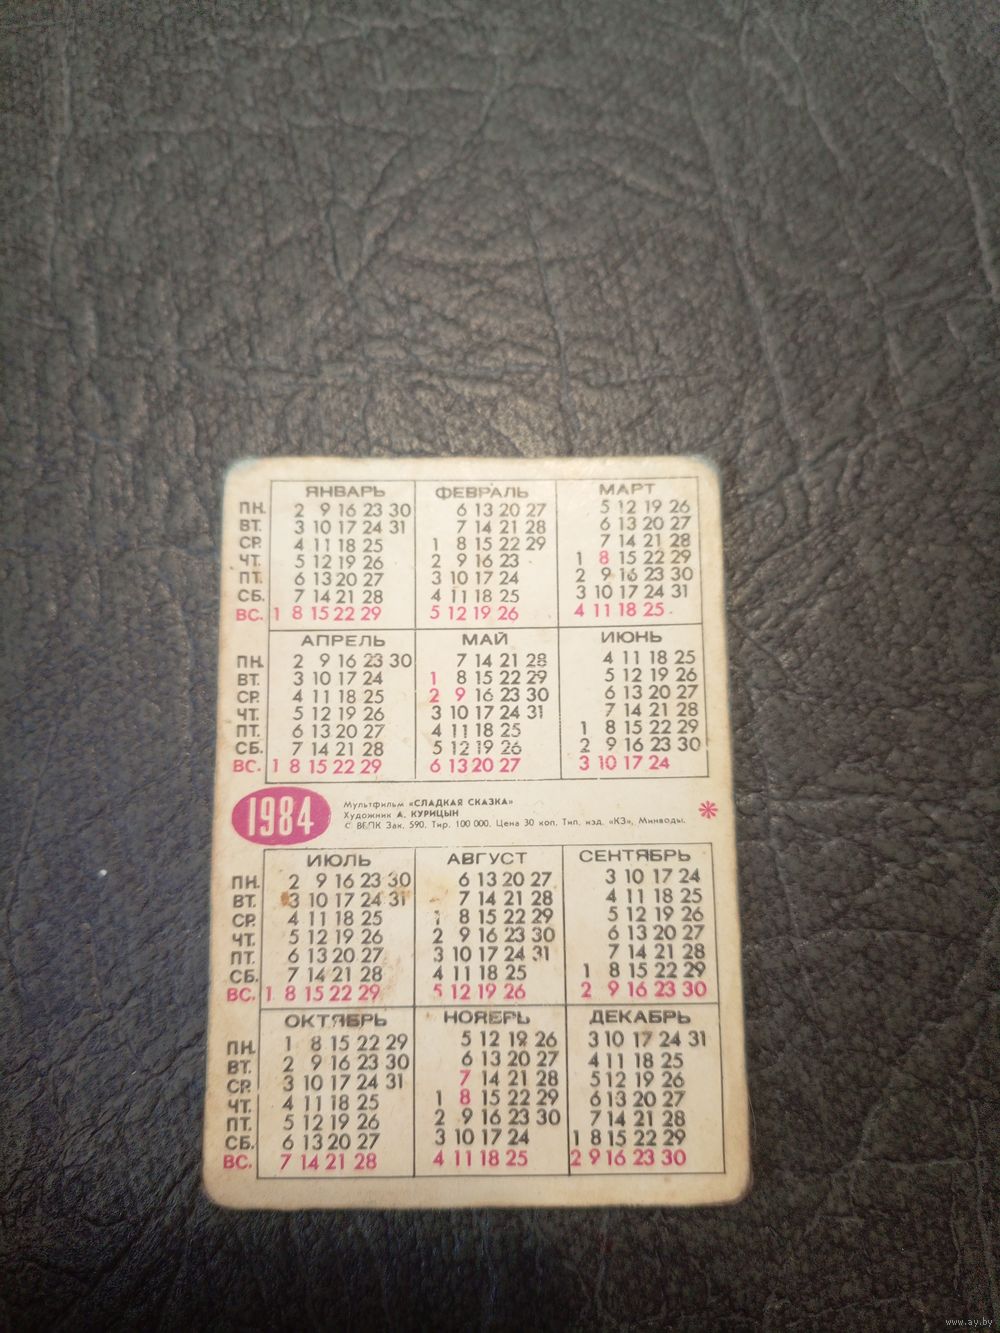 ЯНВАРЬ ФЕВРАЛЬ МАРТ
ПН. 2 9 16 23 30 6 13 20 27 5 12 19 26
ВТ. 3 10 17 24 31 7 14 21 28 6 13 20 27
СР. 4 11 18 25 1 8 15 22 29 7 14 21 28
ЧТ. 5 12 19 26 2 9 16 23 1 8 15 22 29
ПТ. 6 13 20 27 3 10 17 24 2 9 16 23 30
СБ. 7 14 21 28 4 11 18 25 3 10 17 24 31
ВС. 1 8 15 22 29 5 12 19 26 4 11 18 25
АПРЕЛЬ МАЙ ИЮНЬ
ПН. 2 9 16 23 30 7 14 21 28 4 11 18 25
ВТ. 3 10 17 24 1 8 15 22 29 5 12 19 26
СР. 4 11 18 25 2 9 16 23 30 6 13 20 27
ЧТ. 5 12 19 26 3 10 17 24 31 7 14 21 28
ПТ. 6 13 20 27 4 11 18 25 1 8 15 22 29
СБ. 7 14 21 28 5 12 19 26 2 9 16 23 30
ВС. 1 8 15 22 29 6 13 20 27 3 10 17 24
1984
Мультфильм «СЛАДКАЯ СКАЗКА»
Художник А. КУРИЦЫН
© ВБПК Зак. 590. Тир. 100 000. Цена 30 коп. Тип. изд. «КЗ», Минводы.
ИЮЛЬ АВГУСТ СЕНТЯБРЬ
ПН. 2 9 16 23 30 6 13 20 27 3 10 17 24
ВТ. 3 10 17 24 31 7 14 21 28 4 11 18 25
СР. 4 11 18 25 1 8 15 22 29 5 12 19 26
ЧТ. 5 12 19 26 2 9 16 23 30 6 13 20 27
ПТ. 6 13 20 27 3 10 17 24 31 7 14 21 28
СБ. 7 14 21 28 4 11 18 25 1 8 15 22 29
ВС. 1 8 15 22 29 5 12 19 26 2 9 16 23 30
ОКТЯБРЬ НОЯБРЬ ДЕКАБРЬ
ПН. 1 8 15 22 29 5 12 19 26 3 10 17 24 31
ВТ. 2 9 16 23 30 6 13 20 27 4 11 18 25
СР. 3 10 17 24 31 7 14 21 28 5 12 19 26
ЧТ. 4 11 18 25 1 8 15 22 29 6 13 20 27
ПТ. 5 12 19 26 2 9 16 23 30 7 14 21 28
СБ. 6 13 20 27 3 10 17 24 1 8 15 22 29
ВС. 7 14 21 28 4 11 18 25 2 9 16 23 30
www.ay.by